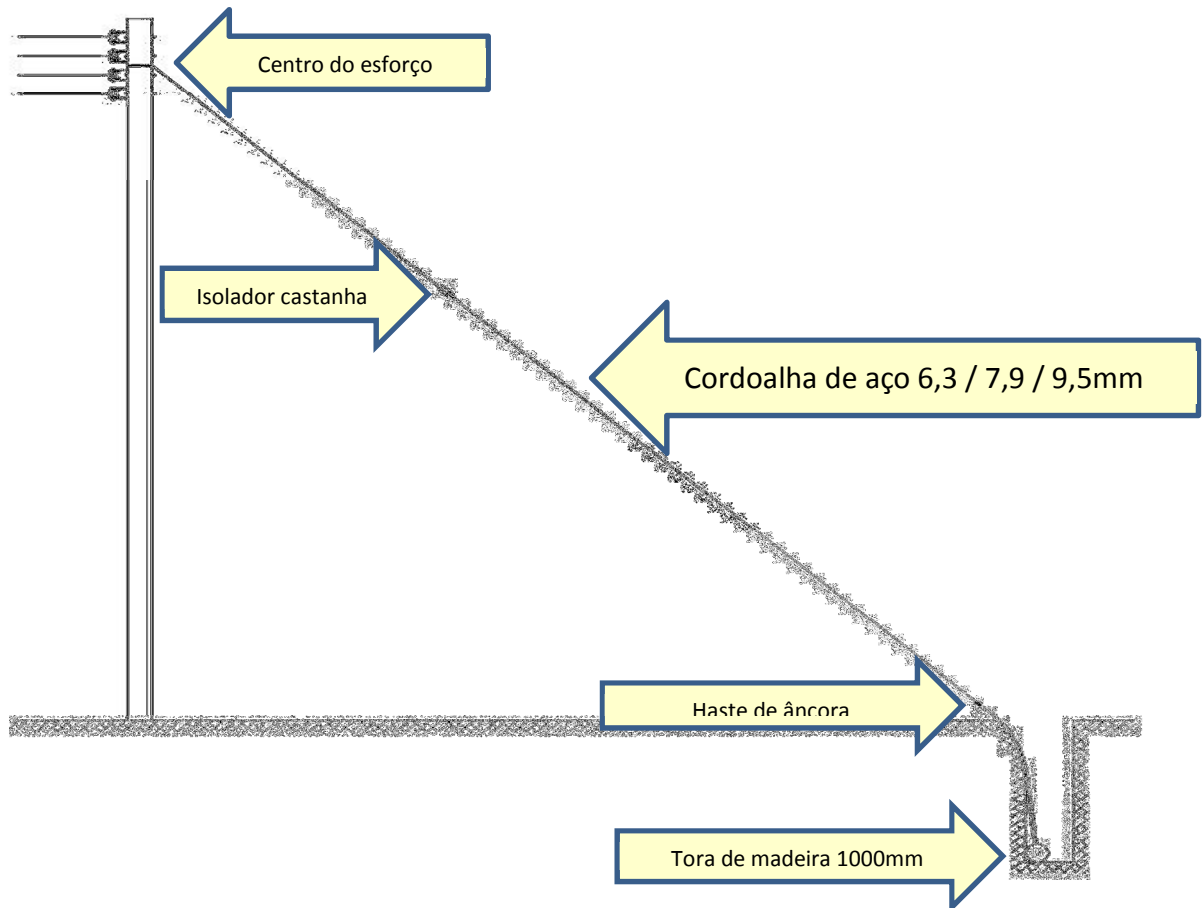 Centro do esforço
Isolador castanha
Cordoalha de aço 6,3 / 7,9 / 9,5mm
Haste de âncora
Tora de madeira 1000mm